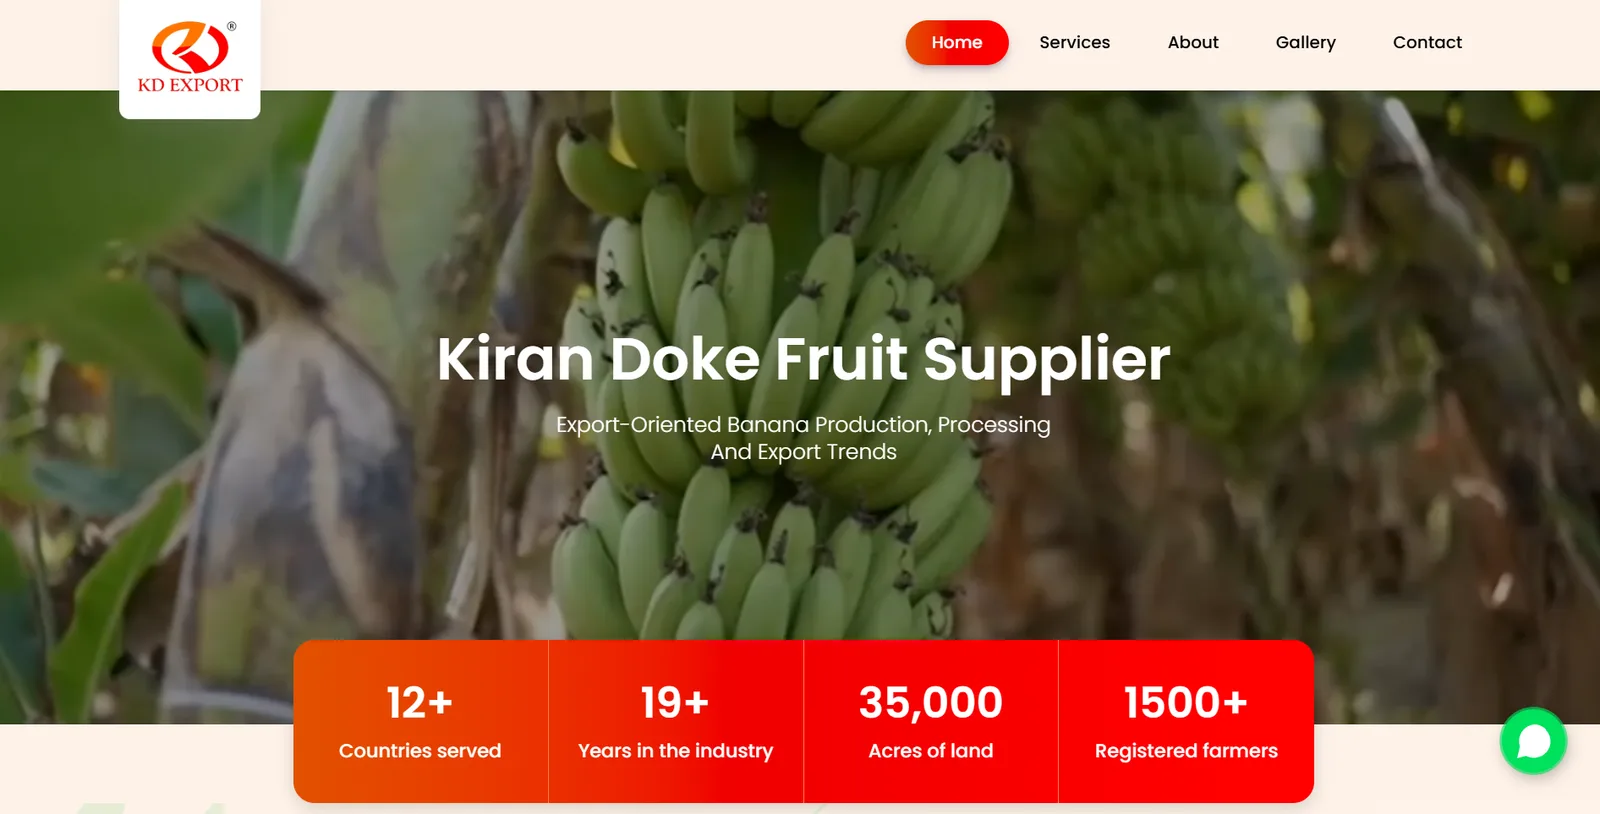 ®
KD EXPORT
Home
Services
About
Gallery
Contact
Kiran Doke Fruit Supplier
Export-Oriented Banana Production, Processing
And Export Trends
12+
Countries served
19+
Years in the industry
35,000
Acres of land
1500+
Registered farmers